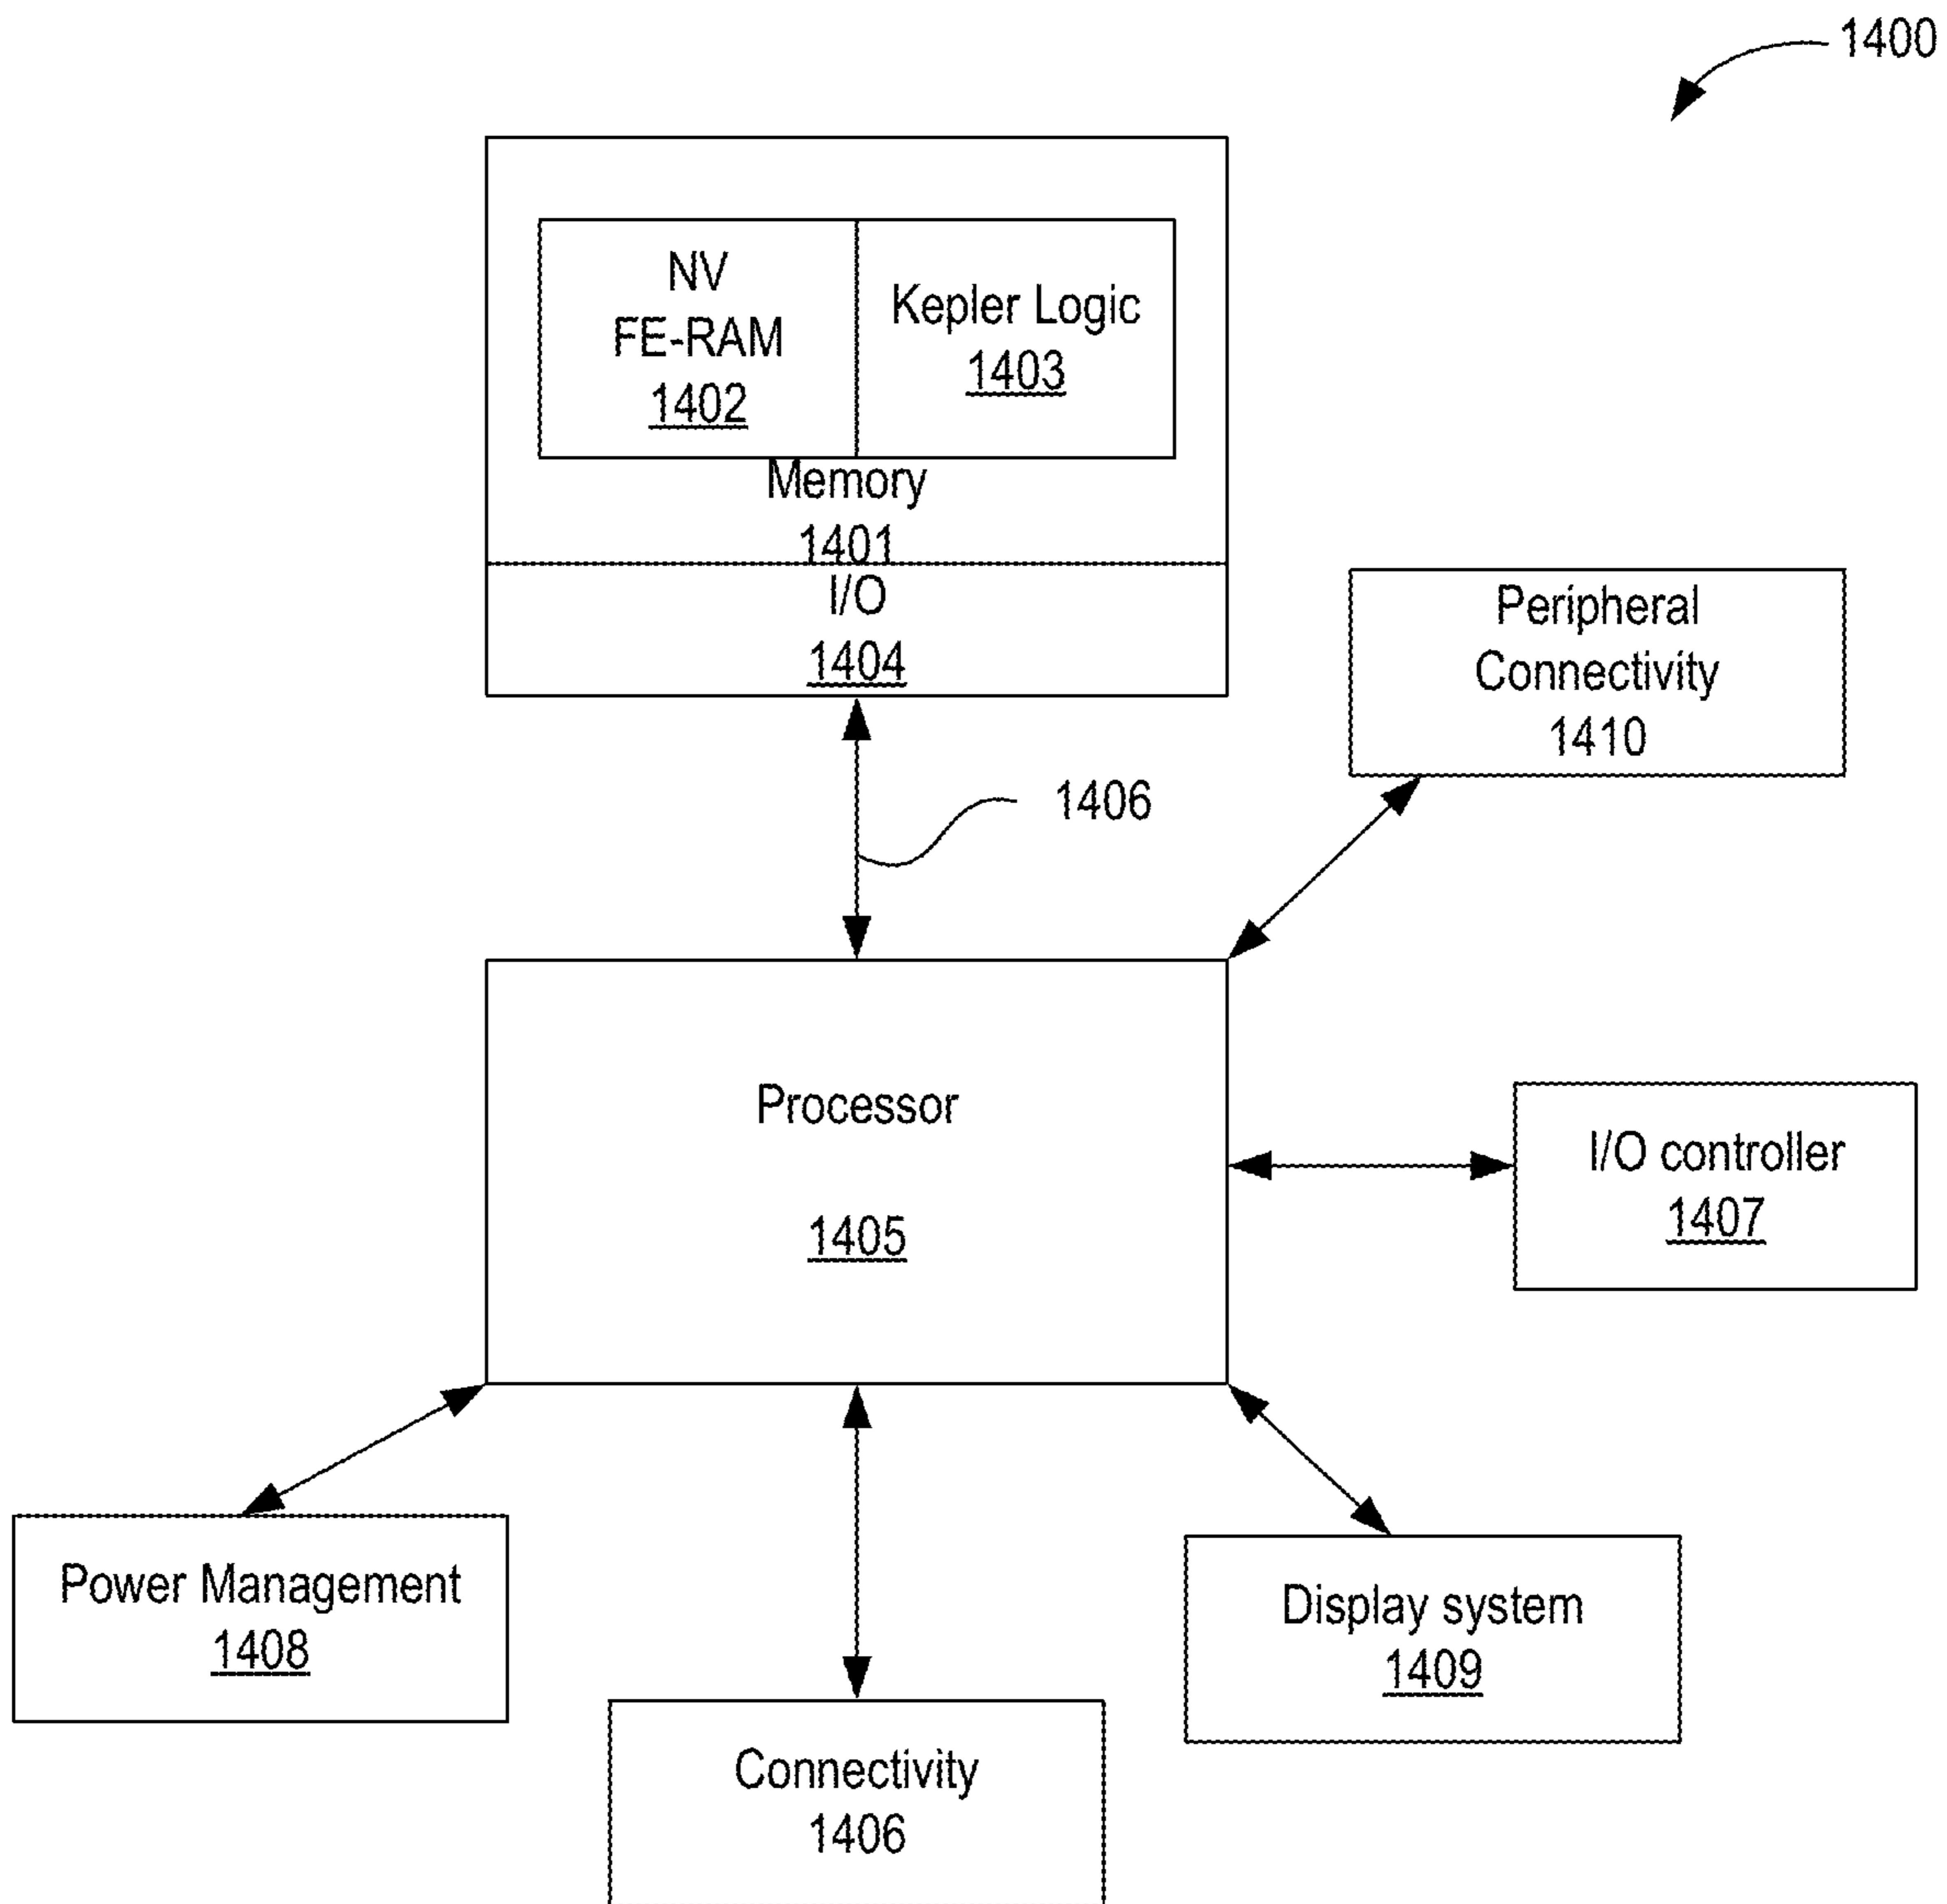 1400
NV
FE-RAM
1402
Kepler Logic
1403
Memory
1401
I/O
1404
Peripheral
Connectivity
1410
1406
Processor
1405
I/O controller
1407
Power Management
1408
Display system
1409
Connectivity
1406